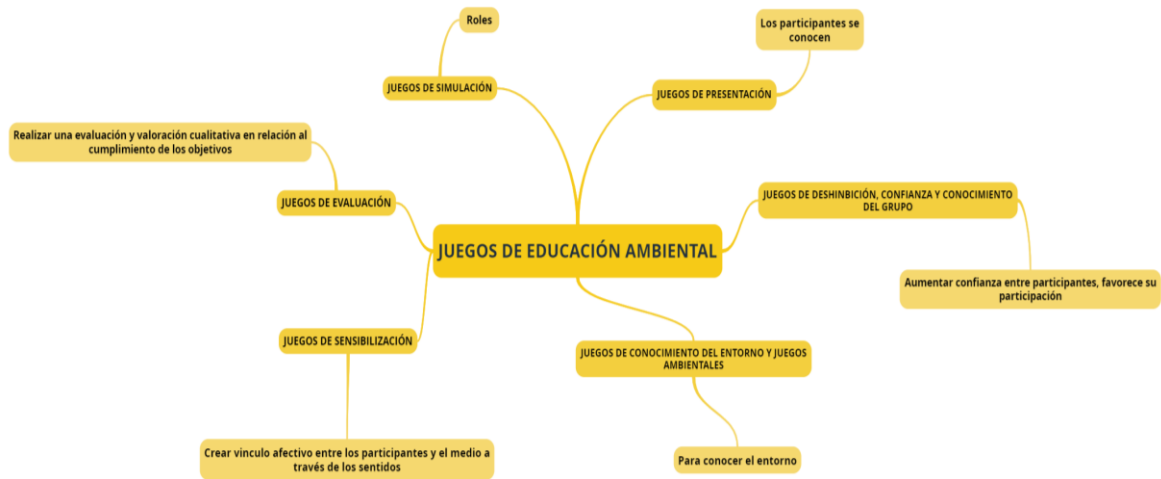 Roles
JUEGOS DE SIMULACIÓN
Los participantes se
conocen
JUEGOS DE PRESENTACIÓN
Realizar una evaluación y valoración cualitativa en relación al
cumplimiento de los objetivos
JUEGOS DE EVALUACIÓN
JUEGOS DE DESHINBICIÓN, CONFIANZA Y CONOCIMIENTO
DEL GRUPO
JUEGOS DE EDUCACIÓN AMBIENTAL
Aumentar confianza entre participantes, favorece su
participación
JUEGOS DE SENSIBILIZACIÓN
JUEGOS DE CONOCIMIENTO DEL ENTORNO Y JUEGOS
AMBIENTALES
Crear vinculo afectivo entre los participantes y el medio a
través de los sentidos
Para conocer el entorno